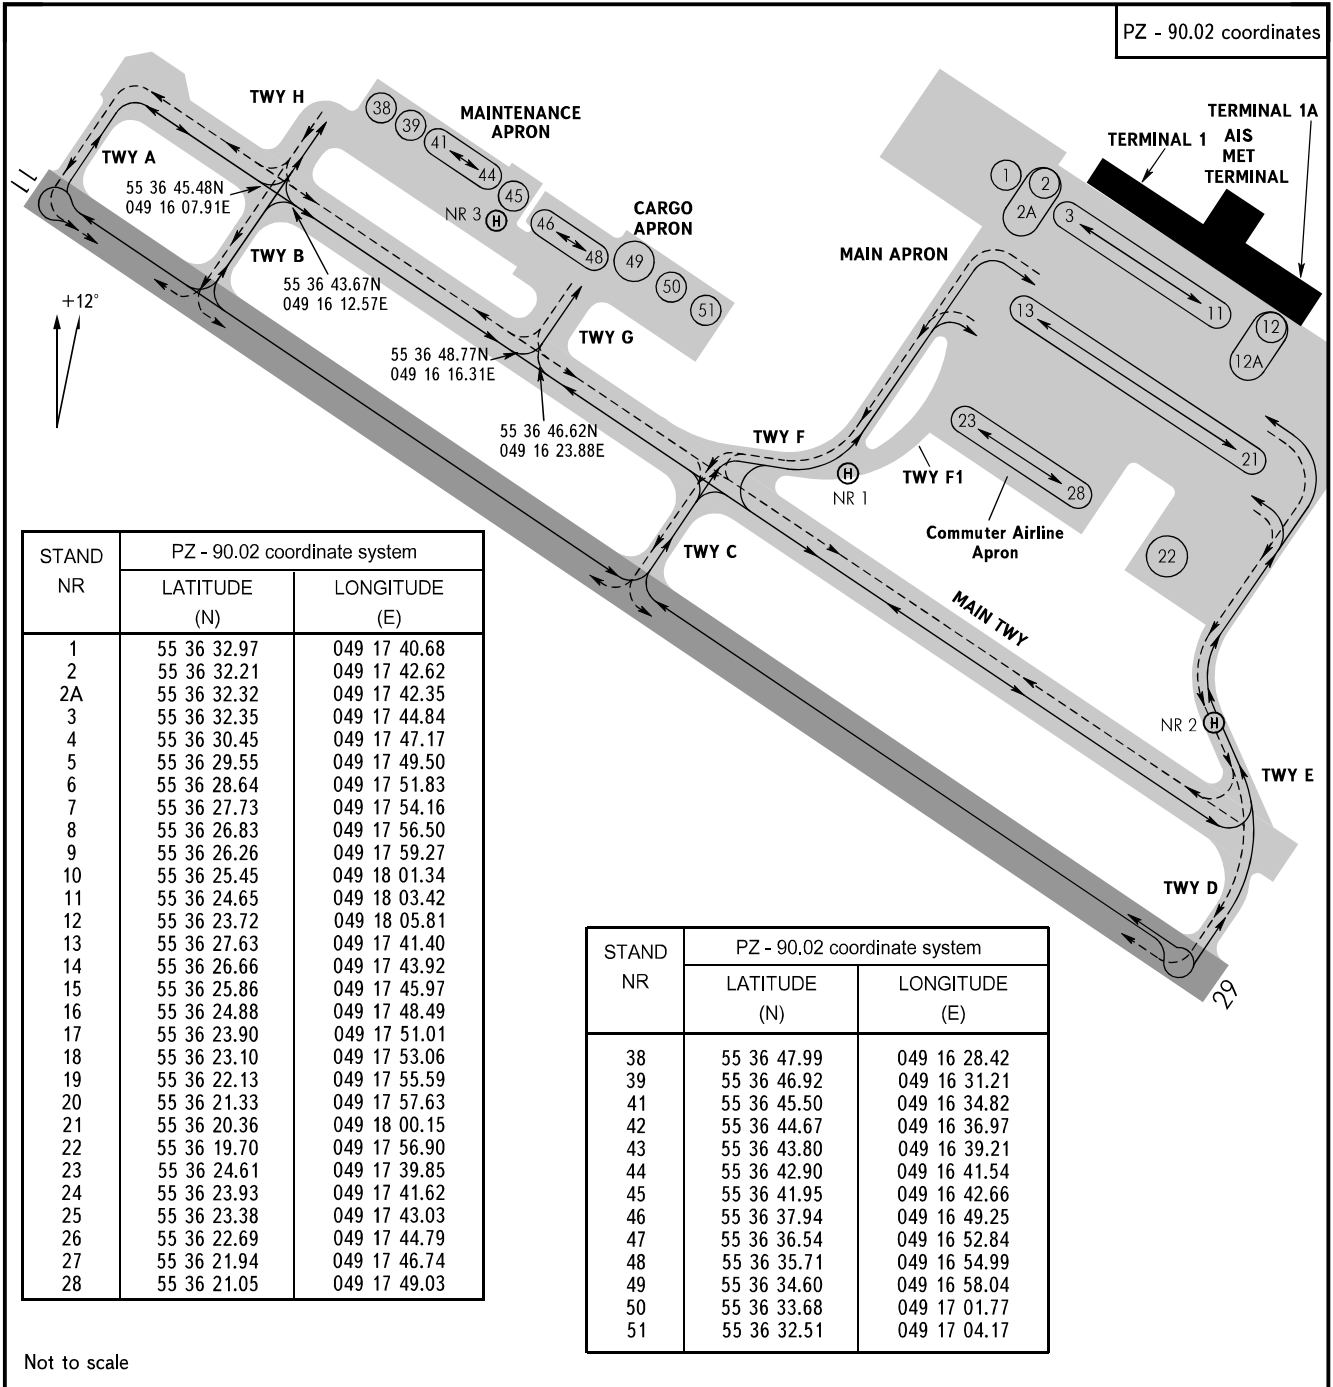 PZ - 90.02 coordinates
TWY H
MAINTENANCE
APRON
38
39
41
44
45
46
48
49
50
51
NR 3 H
CARGO
APRON
TERMINAL 1A
TERMINAL 1
AIS
MET
TERMINAL
1
2
2A
3
11
12
12A
13
21
MAIN APRON
TWY A
11
55 36 45.48N
049 16 07.91E
TWY B
55 36 43.67N
049 16 12.57E
+12°
TWY G
55 36 48.77N
049 16 16.31E
55 36 46.62N
049 16 23.88E
TWY F
H
NR 1
TWY F1
23
28
Commuter Airline
Apron
22
TWY C
MAIN TWY
NR 2 H
TWY E
TWY D
29
STAND
NR
PZ - 90.02 coordinate system
LATITUDE
(N)
LONGITUDE
(E)
1 55 36 32.97 049 17 40.68
2 55 36 32.21 049 17 42.62
2A 55 36 32.32 049 17 42.35
3 55 36 32.35 049 17 44.84
4 55 36 30.45 049 17 47.17
5 55 36 29.55 049 17 49.50
6 55 36 28.64 049 17 51.83
7 55 36 27.73 049 17 54.16
8 55 36 26.83 049 17 56.50
9 55 36 26.26 049 17 59.27
10 55 36 25.45 049 18 01.34
11 55 36 24.65 049 18 03.42
12 55 36 23.72 049 18 05.81
13 55 36 27.63 049 17 41.40
14 55 36 26.66 049 17 43.92
15 55 36 25.86 049 17 45.97
16 55 36 24.88 049 17 48.49
17 55 36 23.90 049 17 51.01
18 55 36 23.10 049 17 53.06
19 55 36 22.13 049 17 55.59
20 55 36 21.33 049 17 57.63
21 55 36 20.36 049 18 00.15
22 55 36 19.70 049 17 56.90
23 55 36 24.61 049 17 39.85
24 55 36 23.93 049 17 41.62
25 55 36 23.38 049 17 43.03
26 55 36 22.69 049 17 44.79
27 55 36 21.94 049 17 46.74
28 55 36 21.05 049 17 49.03
STAND
NR
PZ - 90.02 coordinate system
LATITUDE
(N)
LONGITUDE
(E)
38 55 36 47.99 049 16 28.42
39 55 36 46.92 049 16 31.21
41 55 36 45.50 049 16 34.82
42 55 36 44.67 049 16 36.97
43 55 36 43.80 049 16 39.21
44 55 36 42.90 049 16 41.54
45 55 36 41.95 049 16 42.66
46 55 36 37.94 049 16 49.25
47 55 36 36.54 049 16 52.84
48 55 36 35.71 049 16 54.99
49 55 36 34.60 049 16 58.04
50 55 36 33.68 049 17 01.77
51 55 36 32.51 049 17 04.17
Not to scale